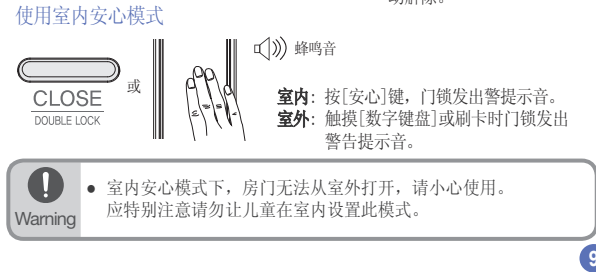 动解除。
使用室内安心模式
蜂鸣音
或
CLOSE
DOUBLE LOCK
室内: 按[安心]键, 门锁发出警提示音。
室外: 触摸[数字键盘]或刷卡时门锁发出
警告提示音。
Warning
● 室内安心模式下, 房门无法从室外打开, 请小心使用。
应特别注意请勿让儿童在室内设置此模式。
9